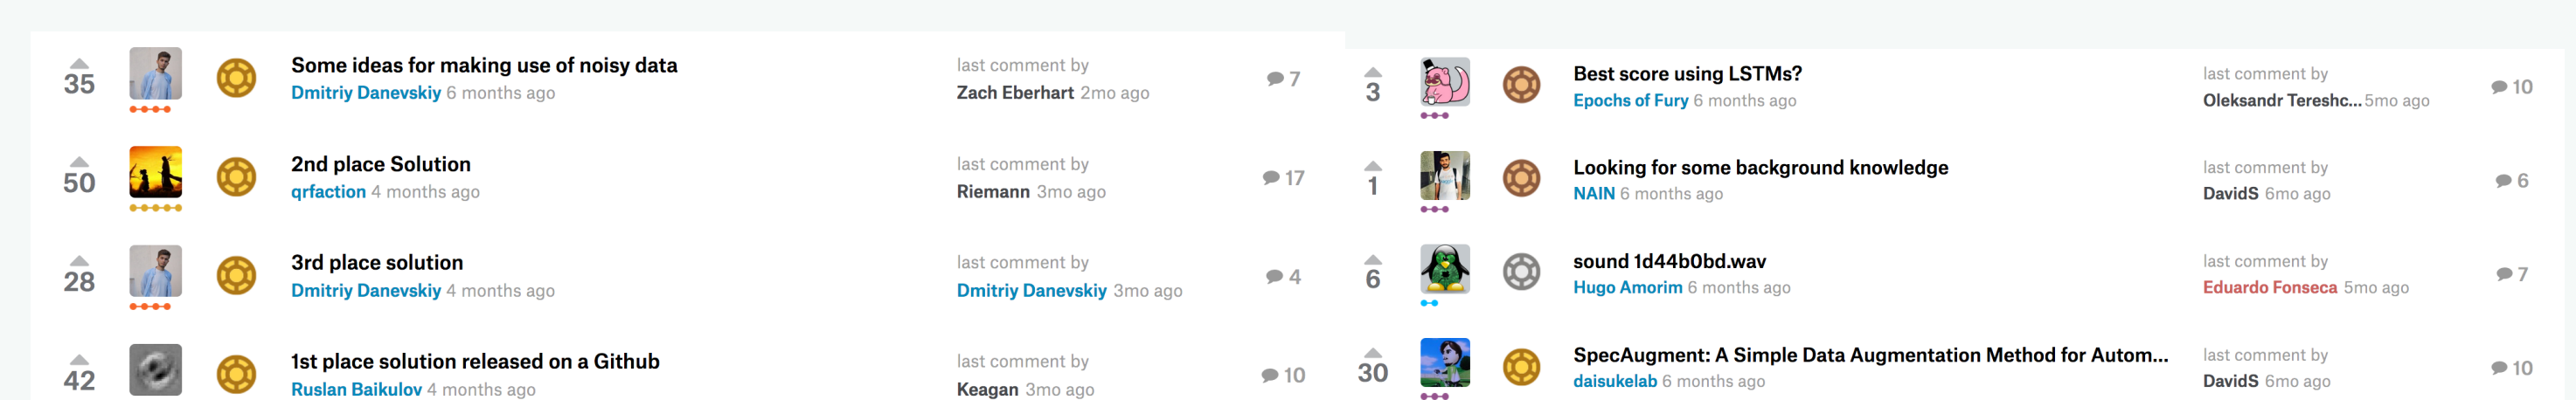 35
Some ideas for making use of noisy data
Dmitriy Danevskiy 6 months ago
last comment by
Zach Eberhart 2mo ago
7
50
2nd place Solution
qrfaction 4 months ago
last comment by
Riemann 3mo ago
17
28
3rd place solution
Dmitriy Danevskiy 4 months ago
last comment by
Dmitriy Danevskiy 3mo ago
4
42
1st place solution released on a Github
Ruslan Baikulov 4 months ago
last comment by
Keagan 3mo ago
10
3
Best score using LSTMs?
Epochs of Fury 6 months ago
last comment by
Oleksandr Tereshc... 5mo ago
10
1
Looking for some background knowledge
NAIN 6 months ago
last comment by
DavidS 6mo ago
6
6
sound 1d44b0bd.wav
Hugo Amorim 6 months ago
last comment by
Eduardo Fonseca 5mo ago
7
30
SpecAugment: A Simple Data Augmentation Method for Autom...
daisukelab 6 months ago
last comment by
DavidS 6mo ago
10